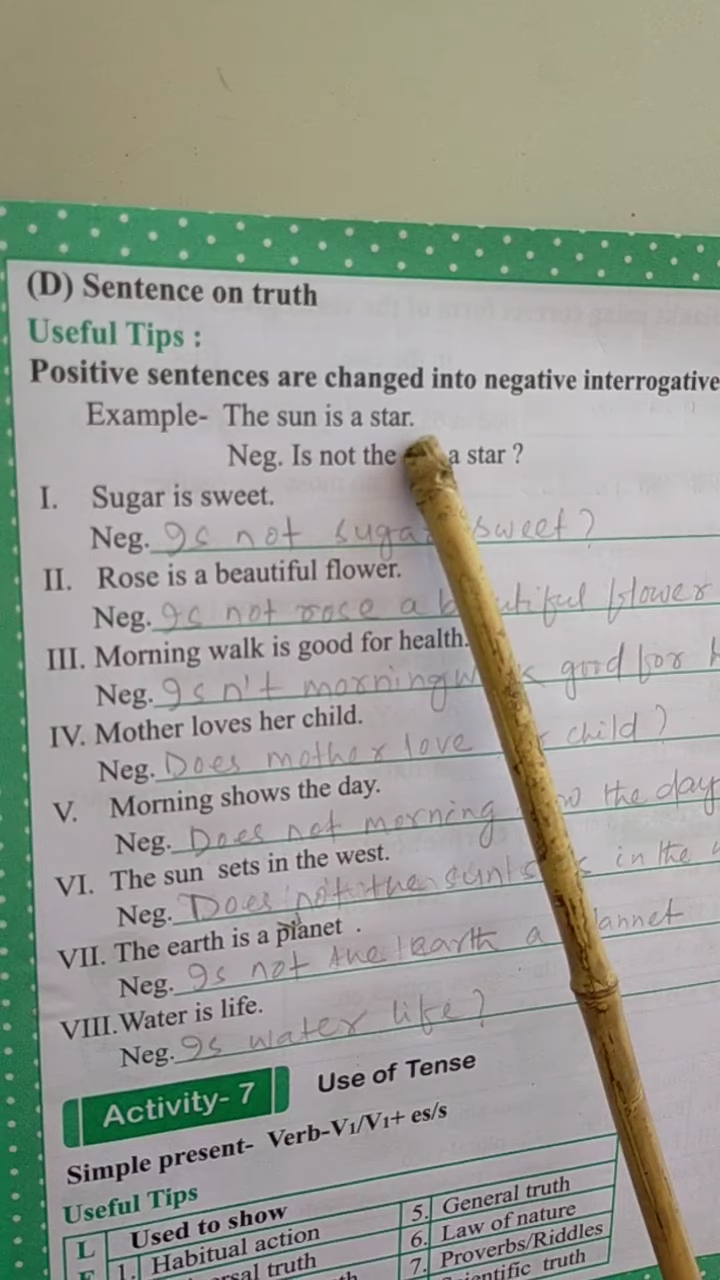 (D) Sentence on truth
Useful Tips :
Positive sentences are changed into negative interrogative
Example- The sun is a star.
Neg. Is not the a star ?
I. Sugar is sweet.
Neg. Is not sugar sweet?
II. Rose is a beautiful flower.
Neg. Is not rose a beautiful flower
III. Morning walk is good for health.
Neg. Isn't morning good for
IV. Mother loves her child.
Neg. Does mother love child?
V. Morning shows the day.
Neg. Does not morning the day
VI. The sun sets in the west.
Neg. Does not the sun in the
VII. The earth is a planet .
Neg. Is not the earth a
VIII. Water is life.
Neg. Is water life?
Activity- 7 Use of Tense
Simple present- Verb-V1/V1+ es/s
Useful Tips
Used to show
5. General truth
1. Habitual action
6. Law of nature
truth
7. Proverbs/Riddles
truth